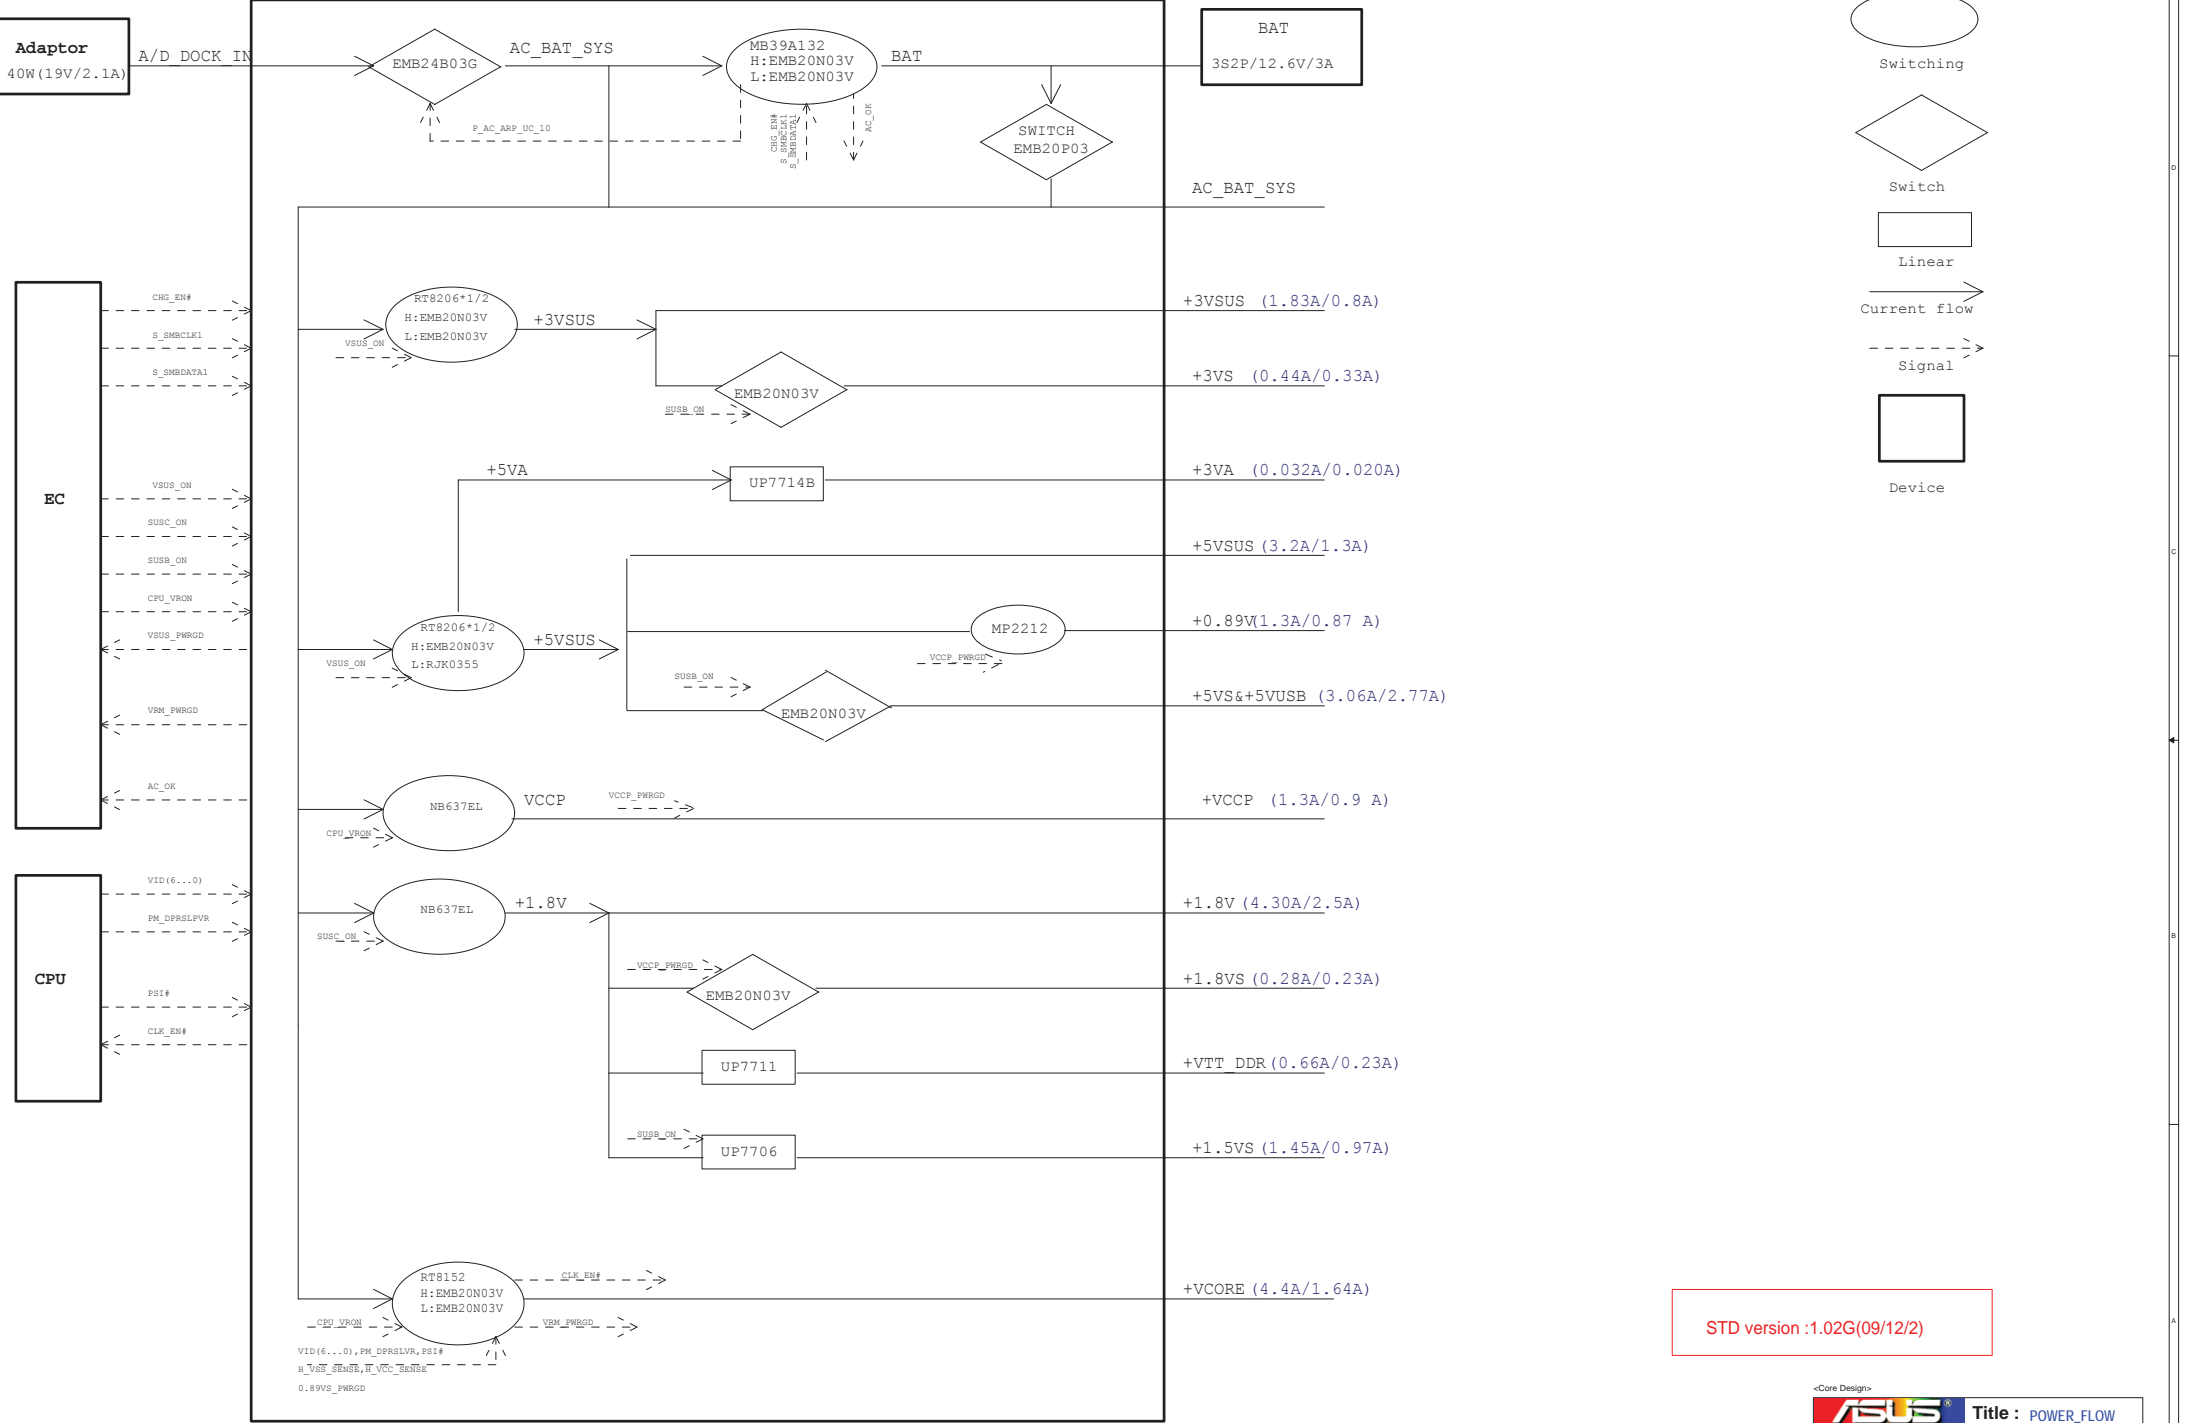 Adaptor
40W(19V/2.1A)
A/D_DOCK_IN
EMB24B03G
AC_BAT_SYS
MB39A132
H:EMB20N03V
L:EMB20N03V
BAT
BAT
3S2P/12.6V/3A
P_AC_ARP_UC_10
CHG_EN#
S_SMBCLK1
S_SMBDATA1
AC_OK
SWITCH
EMB20P03
AC_BAT_SYS
Switching
Switch
Linear
Current flow
Signal
Device
EC
CHG_EN#
S_SMBCLK1
S_SMBDATA1
VSUS_ON
SUSC_ON
SUSB_ON
CPU_VRON
VSUS_PWRGD
VRM_PWRGD
AC_OK
CPU
VID(6...0)
PM_DPRSLPVR
PSI#
CLK_EN#
RT8206*1/2
H:EMB20N03V
L:EMB20N03V
VSUS_ON
+3VSUS
+3VSUS (1.83A/0.8A)
EMB20N03V
SUSB_ON
+3VS (0.44A/0.33A)
+5VA
UP7714B
+3VA (0.032A/0.020A)
+5VSUS (3.2A/1.3A)
RT8206*1/2
H:EMB20N03V
L:RJK0355
VSUS_ON
+5VSUS
MP2212
VCCP_PWRGD
+0.89V(1.3A/0.87 A)
SUSB_ON
EMB20N03V
+5VS&+5VUSB (3.06A/2.77A)
NB637EL
CPU_VRON
VCCP
VCCP_PWRGD
+VCCP (1.3A/0.9 A)
NB637EL
SUSC_ON
+1.8V
+1.8V (4.30A/2.5A)
VCCP_PWRGD
EMB20N03V
+1.8VS (0.28A/0.23A)
UP7711
+VTT_DDR (0.66A/0.23A)
SUSB_ON
UP7706
+1.5VS (1.45A/0.97A)
RT8152
H:EMB20N03V
L:EMB20N03V
CLK_EN#
CPU_VRON
VRM_PWRGD
+VCORE (4.4A/1.64A)
VID(6...0),PM_DPRSLVR,PSI#
H_VSS_SENSE,H_VCC_SENSE
0.89VS_PWRGD
STD version :1.02G(09/12/2)
<Core Design>
ASUS®
Title : POWER_FLOW
D
C
B
A